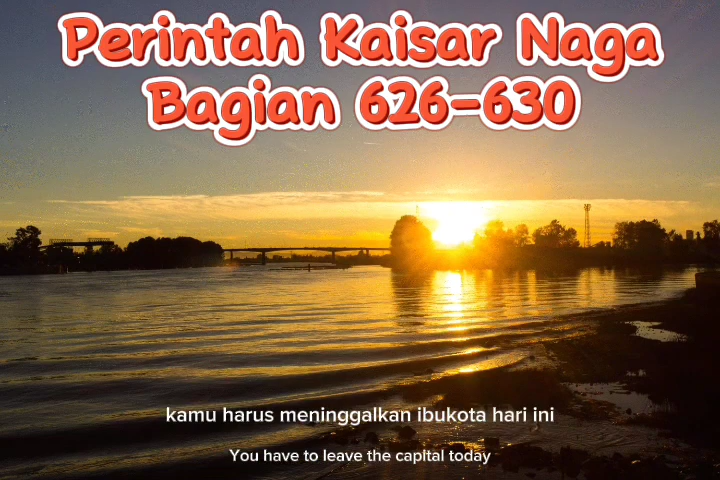 Perintah Kaisar Naga
Bagian 626-630
kamu harus meninggalkan ibukota hari ini
You have to leave the capital today